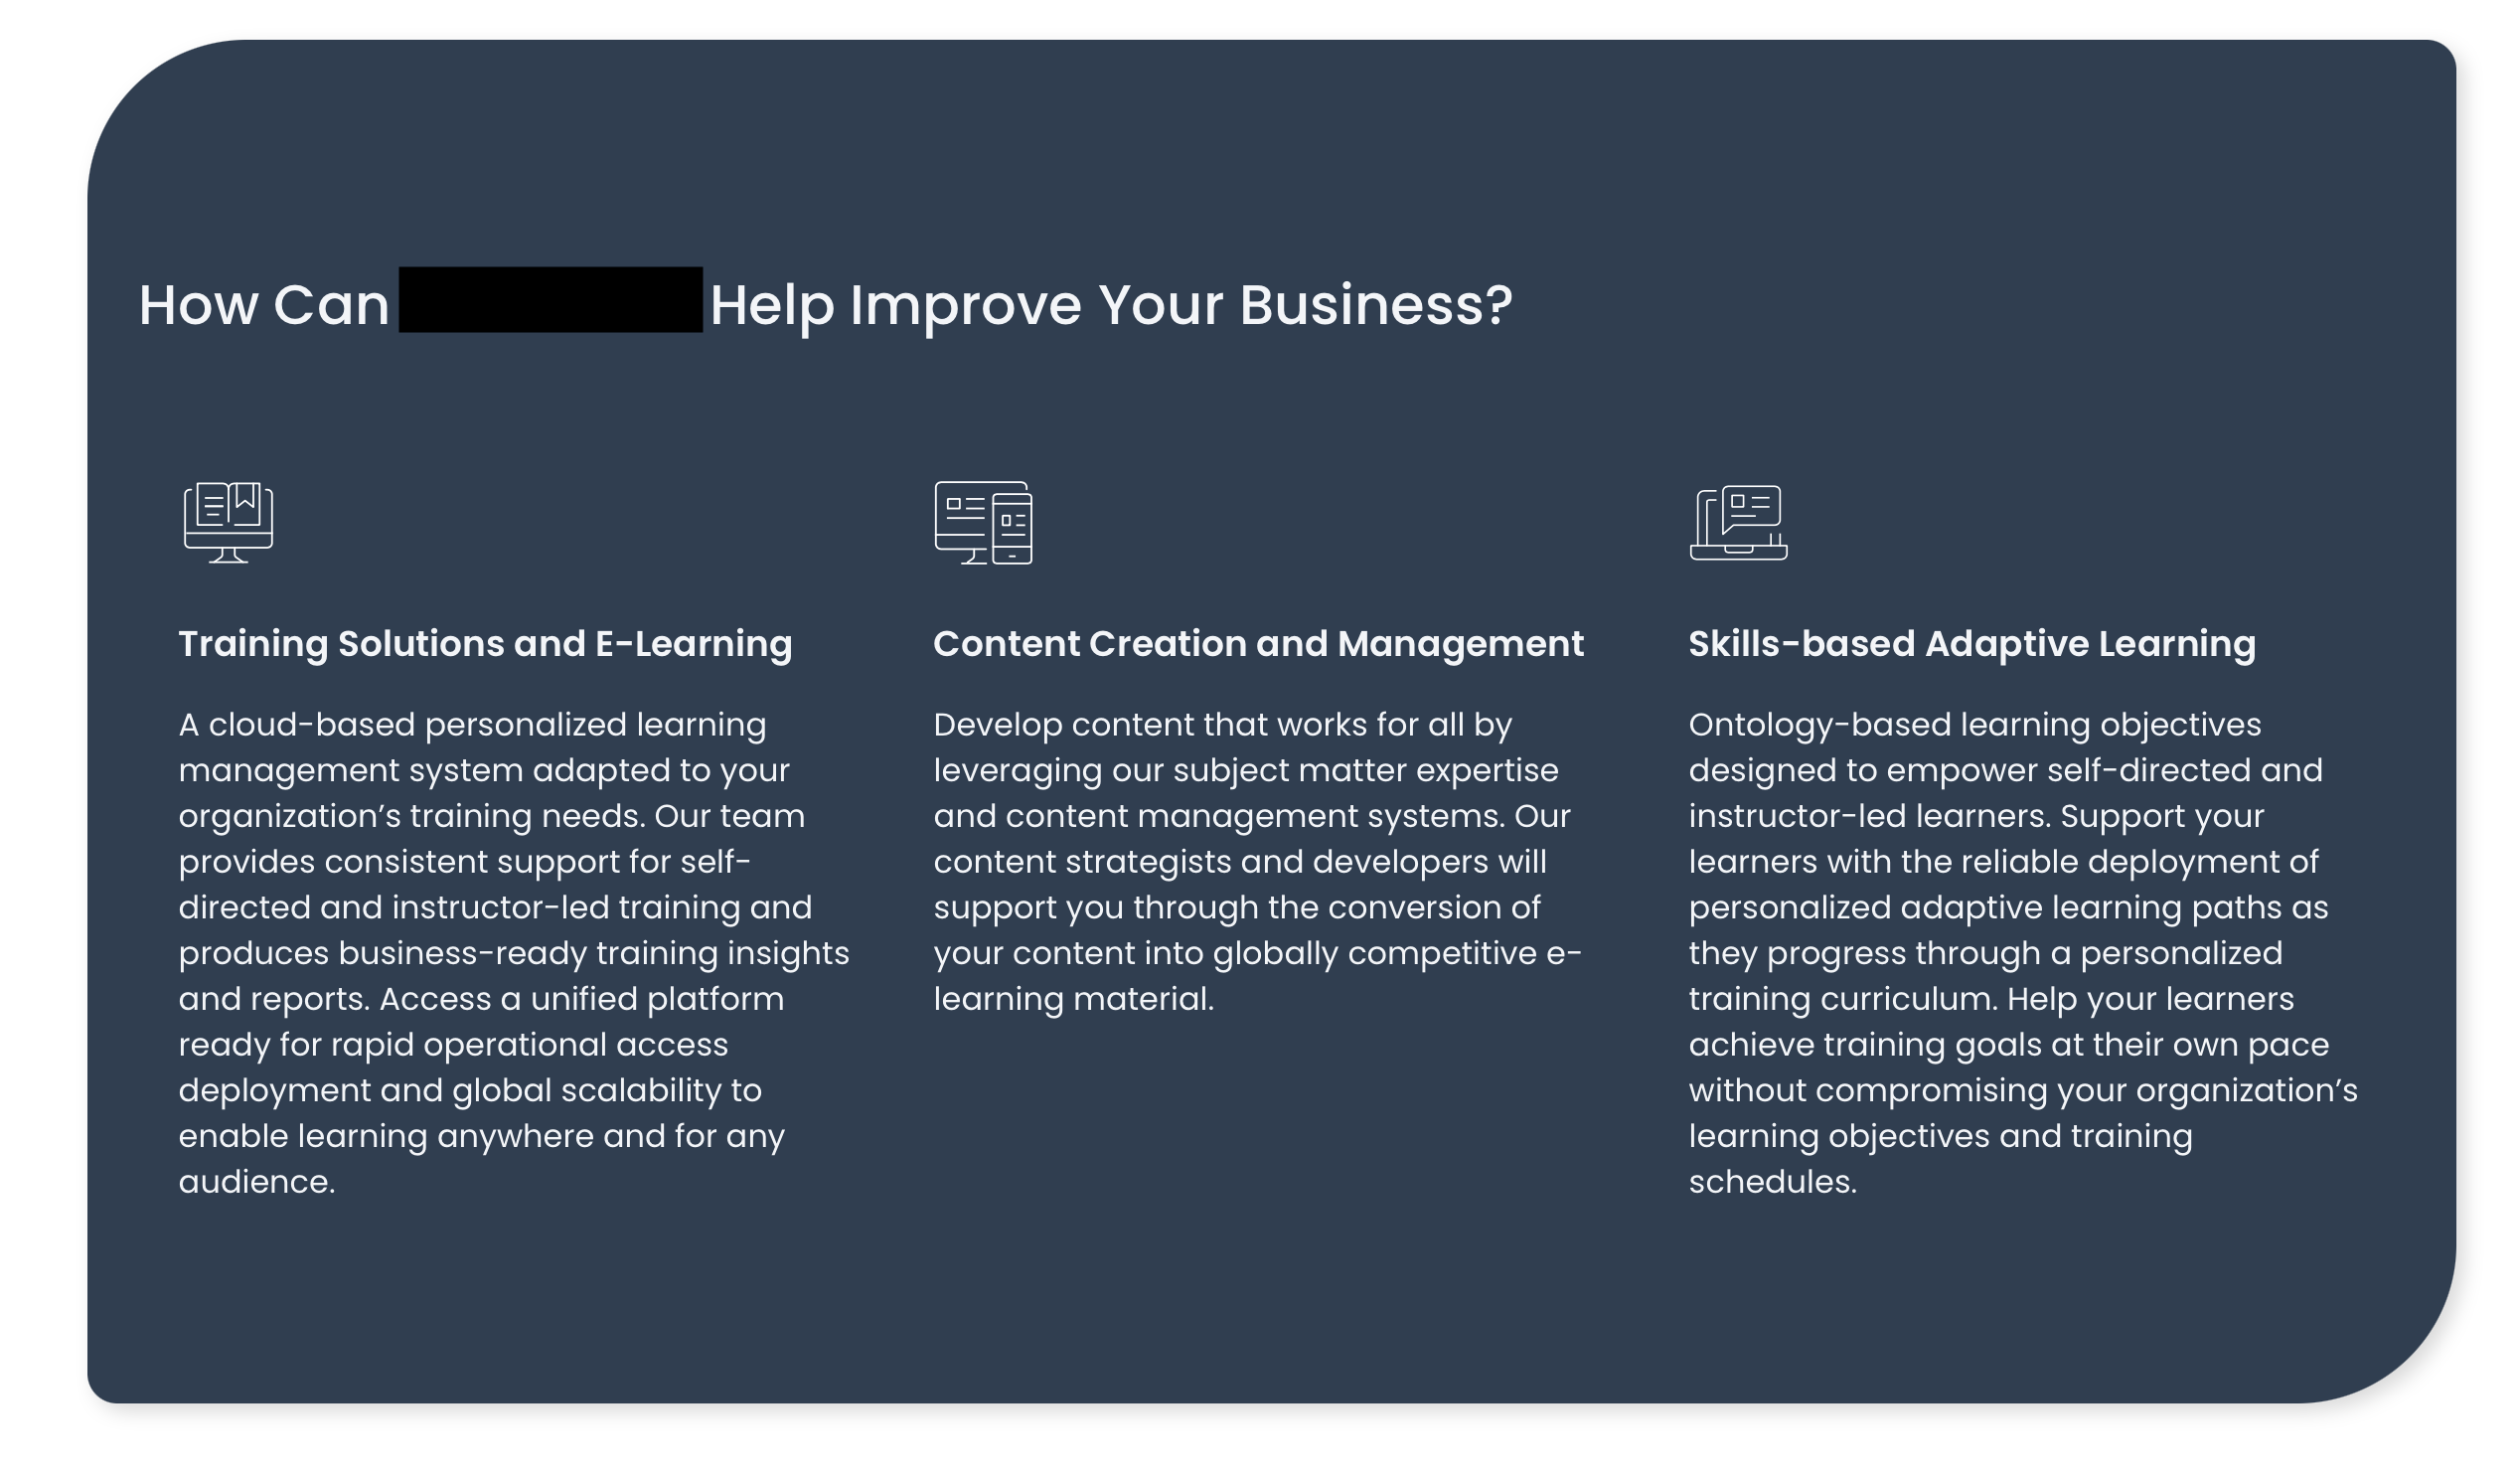 How Can Help Improve Your Business?
Training Solutions and E-Learning
A cloud-based personalized learning
management system adapted to your
organization’s training needs. Our team
provides consistent support for self-
directed and instructor-led training and
produces business-ready training insights
and reports. Access a unified platform
ready for rapid operational access
deployment and global scalability to
enable learning anywhere and for any
audience.
Content Creation and Management
Develop content that works for all by
leveraging our subject matter expertise
and content management systems. Our
content strategists and developers will
support you through the conversion of
your content into globally competitive e-
learning material.
Skills-based Adaptive Learning
Ontology-based learning objectives
designed to empower self-directed and
instructor-led learners. Support your
learners with the reliable deployment of
personalized adaptive learning paths as
they progress through a personalized
training curriculum. Help your learners
achieve training goals at their own pace
without compromising your organization’s
learning objectives and training
schedules.